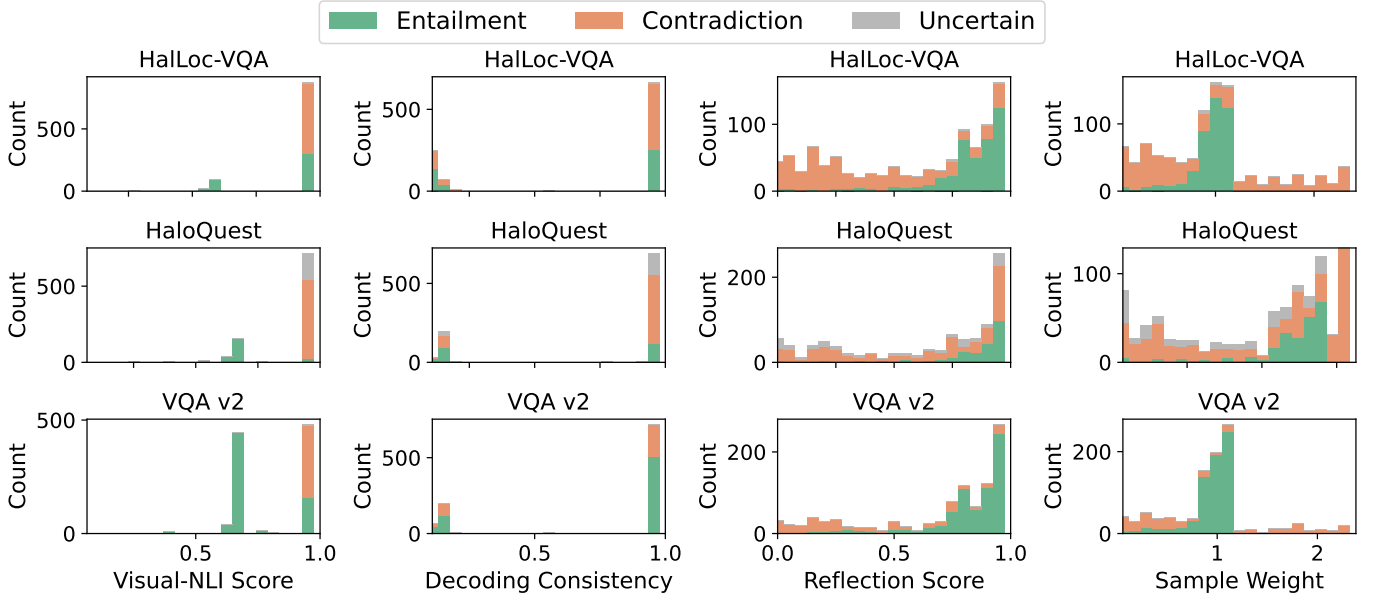 Entailment Contradiction Uncertain
HalLoc-VQA HalLoc-VQA HalLoc-VQA HalLoc-VQA
Count Count Count Count
500 500 100 100
0 0 0 0
HaloQuest HaloQuest HaloQuest HaloQuest
Count Count Count Count
500 500 200 100
0 0 0 0
VQA v2 VQA v2 VQA v2 VQA v2
Count Count Count Count
500 500 200 200
0 0 0 0
0.5 1.0 0.5 1.0 0.0 0.5 1.0 1 2
Visual-NLI Score Decoding Consistency Reflection Score Sample Weight